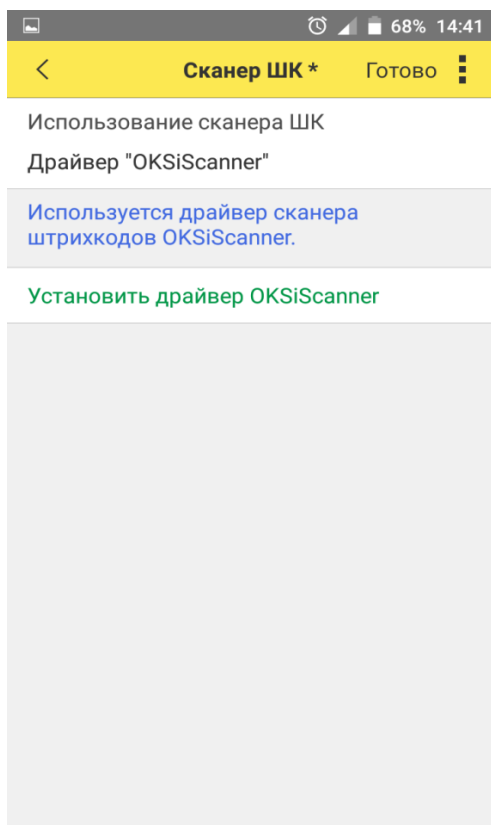 68% 14:41
Сканер ШК * Готово
Использование сканера ШК
Драйвер "OKSiScanner"
Используется драйвер сканера
штрихкодов OKSiScanner.
Установить драйвер OKSiScanner